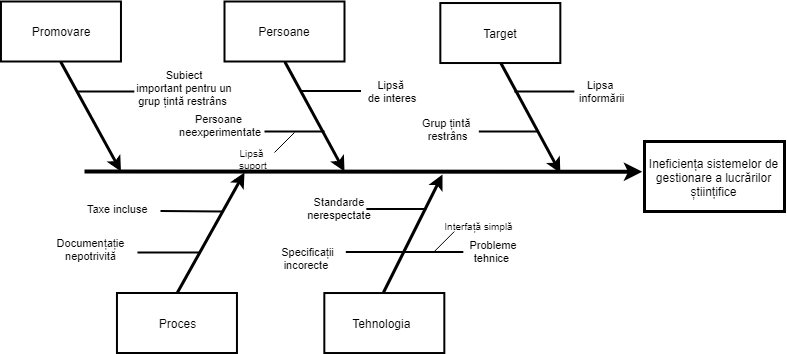 Promovare
Persoane
Target
Subiect
important pentru un
grup țintă restrâns
Lipsă
de interes
Lipsa
informării
Persoane
neexperimentate
Grup țintă
restrâns
Lipsă
suport
Ineficiența sistemelor de
gestionare a lucrărilor
științifice
Taxe incluse
Standarde
nerespectate
Documentație
nepotrivită
Interfață simplă
Specificații
incorecte
Probleme
tehnice
Proces
Tehnologia